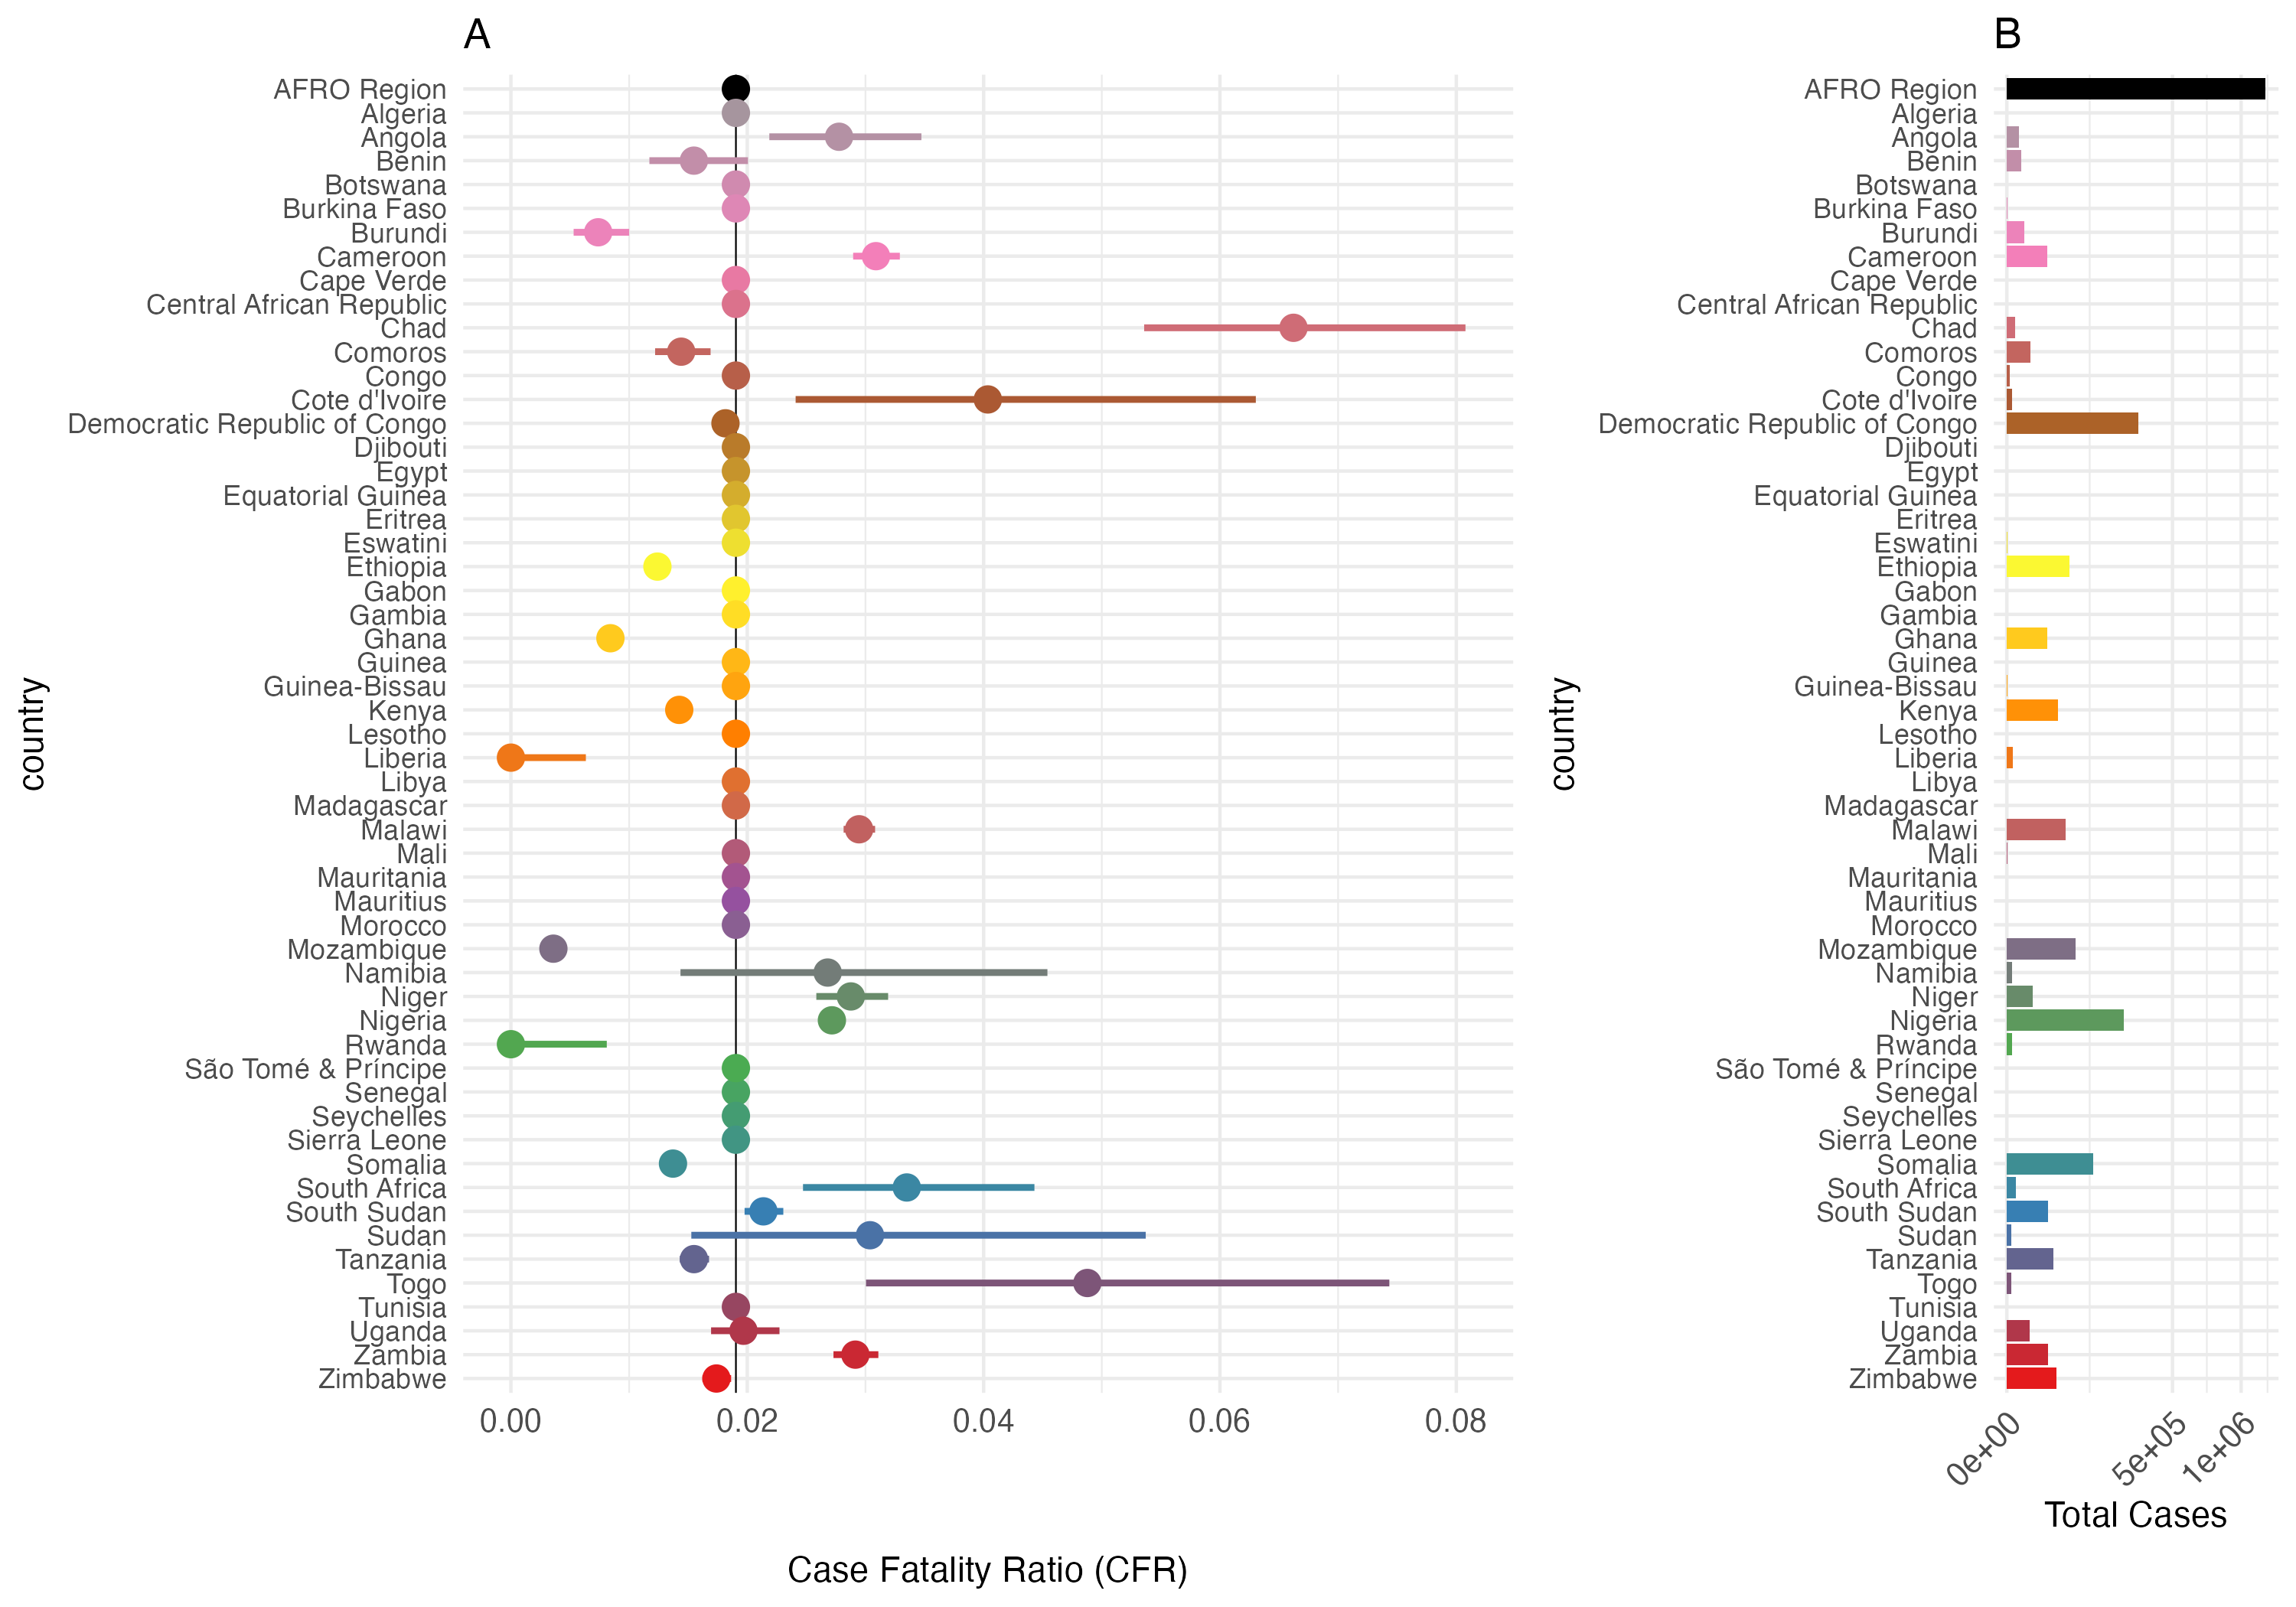 A
AFRO Region
Algeria
Angola
Benin
Botswana
Burkina Faso
Burundi
Cameroon
Cape Verde
Central African Republic
Chad
Comoros
Congo
Cote d'Ivoire
Democratic Republic of Congo
Djibouti
Egypt
Equatorial Guinea
Eritrea
Eswatini
Ethiopia
Gabon
Gambia
Ghana
Guinea
Guinea-Bissau
Kenya
Lesotho
Liberia
Libya
Madagascar
Malawi
Mali
Mauritania
Mauritius
Morocco
Mozambique
Namibia
Niger
Nigeria
Rwanda
São Tomé & Príncipe
Senegal
Seychelles
Sierra Leone
Somalia
South Africa
South Sudan
Sudan
Tanzania
Togo
Tunisia
Uganda
Zambia
Zimbabwe
country
0.00 0.02 0.04 0.06 0.08
Case Fatality Ratio (CFR)
B
AFRO Region
Algeria
Angola
Benin
Botswana
Burkina Faso
Burundi
Cameroon
Cape Verde
Central African Republic
Chad
Comoros
Congo
Cote d'Ivoire
Democratic Republic of Congo
Djibouti
Egypt
Equatorial Guinea
Eritrea
Eswatini
Ethiopia
Gabon
Gambia
Ghana
Guinea
Guinea-Bissau
Kenya
Lesotho
Liberia
Libya
Madagascar
Malawi
Mali
Mauritania
Mauritius
Morocco
Mozambique
Namibia
Niger
Nigeria
Rwanda
São Tomé & Príncipe
Senegal
Seychelles
Sierra Leone
Somalia
South Africa
South Sudan
Sudan
Tanzania
Togo
Tunisia
Uganda
Zambia
Zimbabwe
country
0e+00 5e+05 1e+06
Total Cases